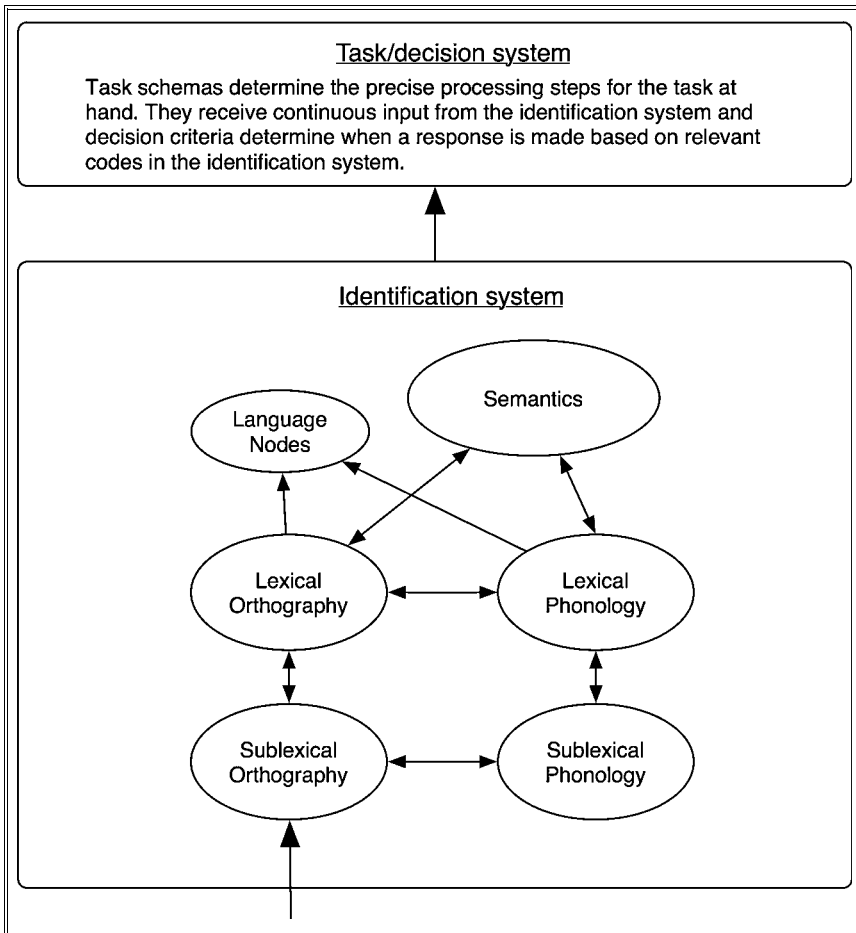 Task/decision system
Task schemas determine the precise processing steps for the task at
hand. They receive continuous input from the identification system and
decision criteria determine when a response is made based on relevant
codes in the identification system.
Identification system
Semantics
Language
Nodes
Lexical
Orthography
Lexical
Phonology
Sublexical
Orthography
Sublexical
Phonology